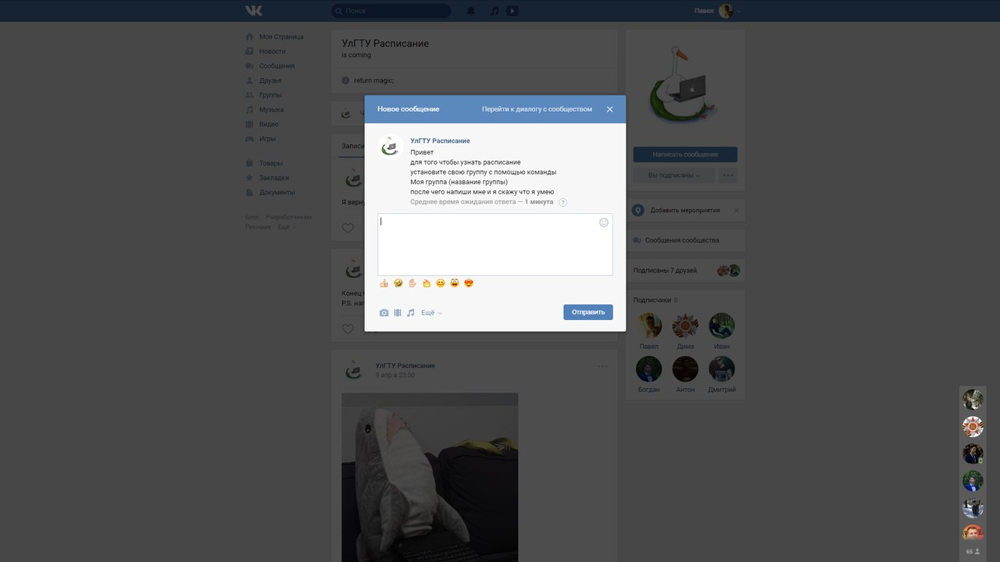 Поиск
Павел
Моя Страница
Новости
Сообщения
Друзья
Группы
Музыка
Видео
Игры
Товары
Закладки
Документы
Блог Разработчикам
Реклама Ещё
УлГТУ Расписание
is coming
return magic;
Записи
Я верну
Конец
P.S.
Новое сообщение Перейти к диалогу с сообществом
УлГТУ Расписание
Привет
для того чтобы узнать расписание
установите свою группу с помощью команды
Моя группа (название группы)
после чего напиши мне и я скажу что я умею
Среднее время ожидания ответа — 1 минута ?
Ещё
Отправить
УлГТУ Расписание
9 апр в 23:50
Написать сообщение
Вы подписаны
Добавить мероприятия
Сообщения сообщества
Подписаны 7 друзей
Подписчики 8
Павел Дима Иван
Богдан Антон Дмитрий
65